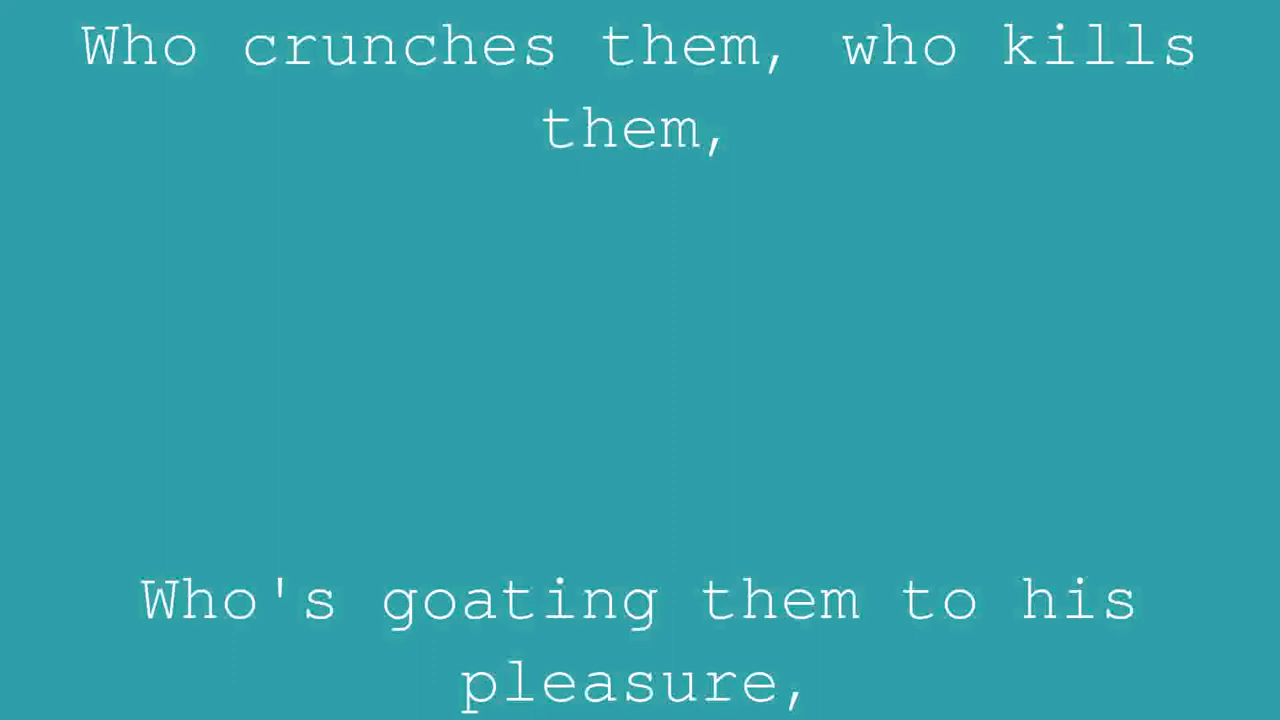 Who crunches them, who kills
them,
Who's goating them to his
pleasure,